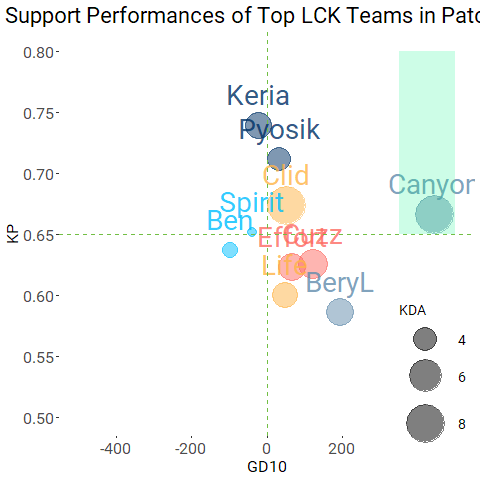 Support Performances of Top LCK Teams in Patc
0.80
0.75
0.70
0.65
0.60
0.55
0.50
KP
Keria
Pyosik
Clid
Canyon
Spirit
Ben
Effort
Cuzz
Life
BeryL
KDA
4
6
8
-400
-200
0
200
GD10